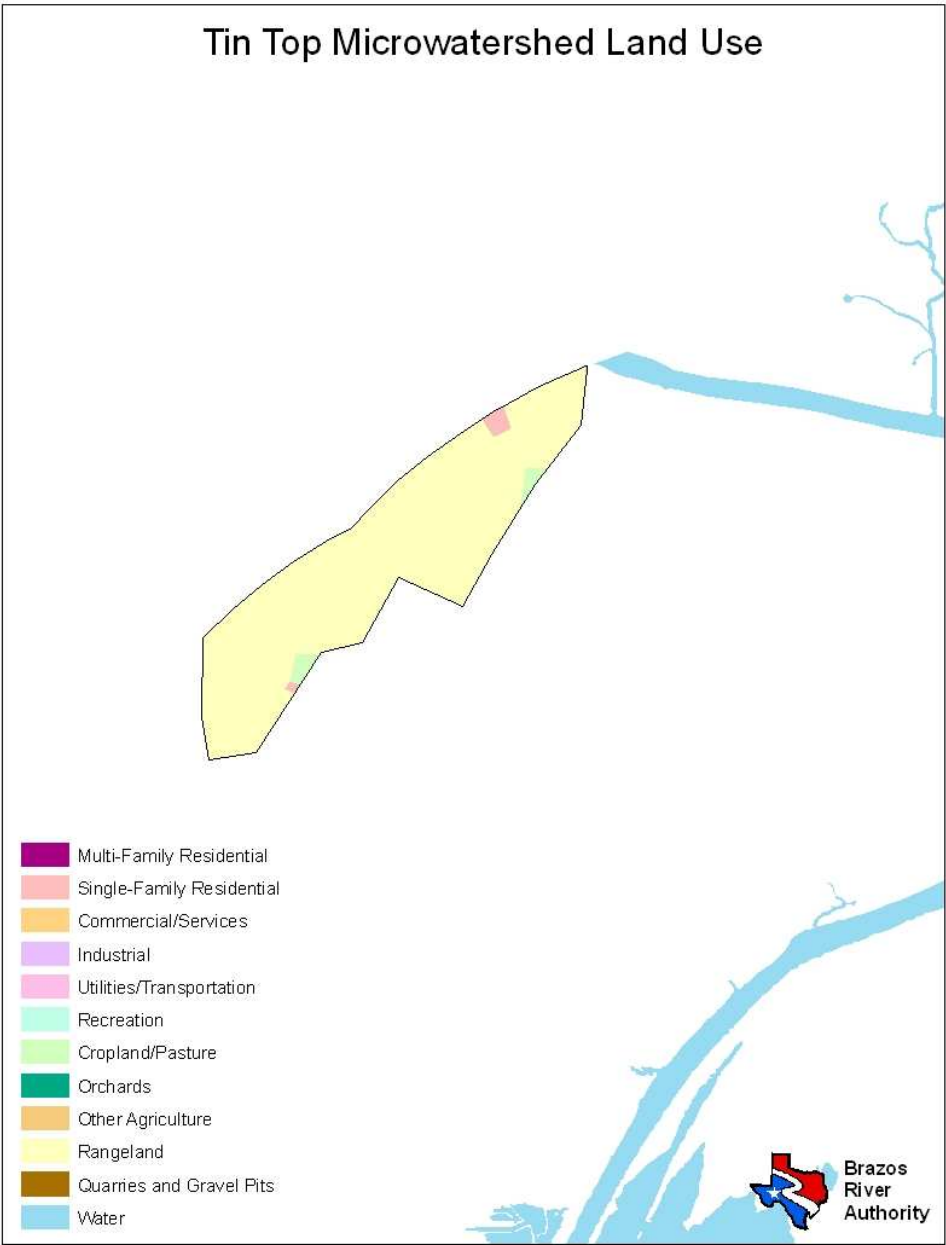 Tin Top Microwatershed Land Use
Multi-Family Residential
Single-Family Residential
Commercial/Services
Industrial
Utilities/Transportation
Recreation
Cropland/Pasture
Orchards
Other Agriculture
Rangeland
Quarries and Gravel Pits
Water
Brazos
River
Authority